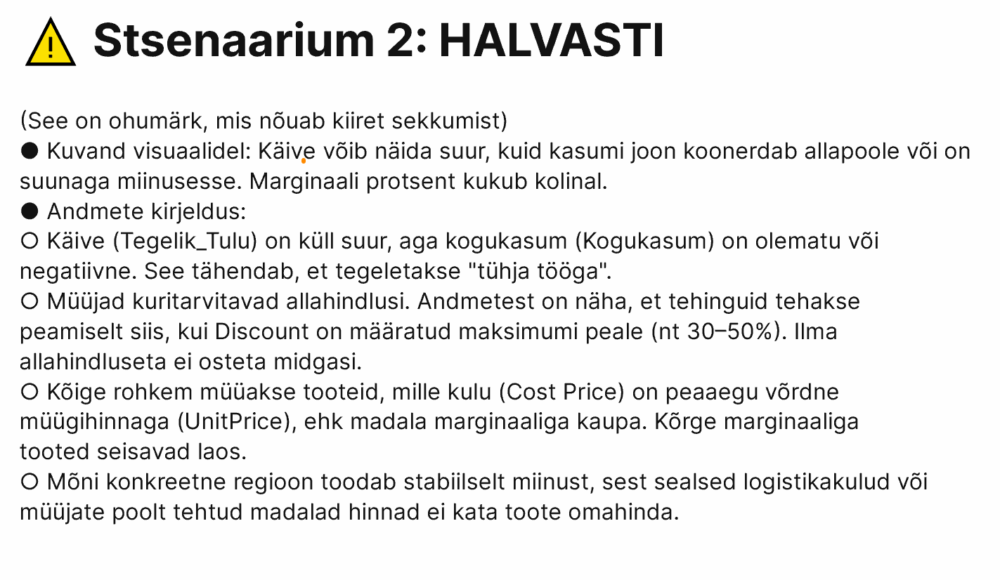 Stsenaarium 2: HALVASTI
(See on ohumärk, mis nõuab kiiret sekkumist)
● Kuvand visuaalidel: Käive võib näida suur, kuid kasumi joon koonerdab allapoole või on
suunaga miinusesse. Marginaali protsent kukub kolinal.
● Andmete kirjeldus:
○ Käive (Tegelik_Tulu) on küll suur, aga kogukasum (Kogukasum) on olematu või
negatiivne. See tähendab, et tegeletakse "tühja tööga".
○ Müüjad kuritarvitavad allahindlusi. Andmetest on näha, et tehinguid tehakse
peamiselt siis, kui Discount on määratud maksimumi peale (nt 30–50%). Ilma
allahindluseta ei osteta midgasi.
○ Kõige rohkem müüakse tooteid, mille kulu (Cost Price) on peaaegu võrdne
müügihinnaga (UnitPrice), ehk madala marginaaliga kaupa. Kõrge marginaaliga
tooted seisavad laos.
○ Mõni konkreetne regioon toodab stabiilselt miinust, sest sealsed logistikakulud või
müüjate poolt tehtud madalad hinnad ei kata toote omahinda.